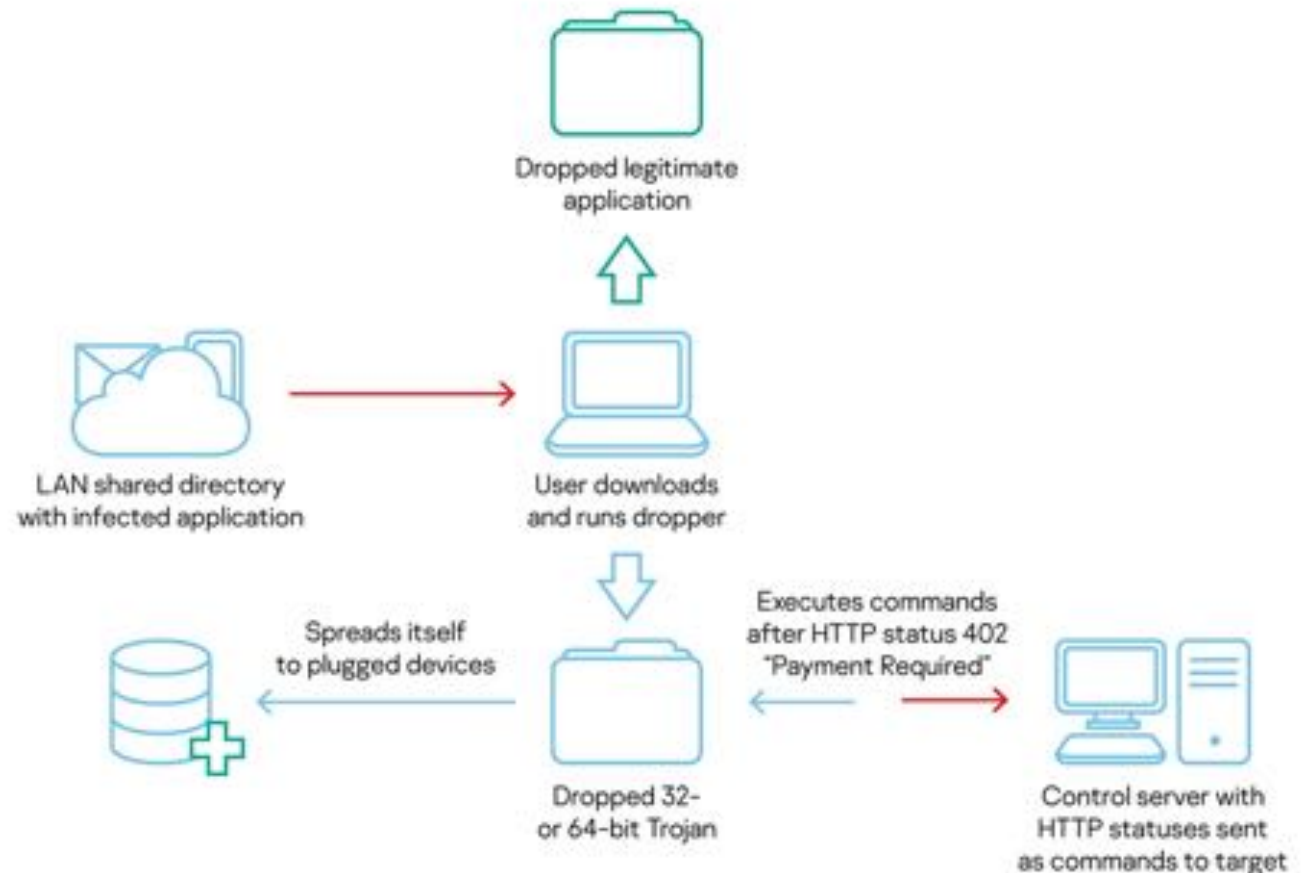 Dropped legitimate
application
LAN shared directory
with infected application
User downloads
and runs dropper
Spreads itself
to plugged devices
Executes commands
after HTTP status 402
"Payment Required"
Dropped 32-
or 64-bit Trojan
Control server with
HTTP statuses sent
as commands to target